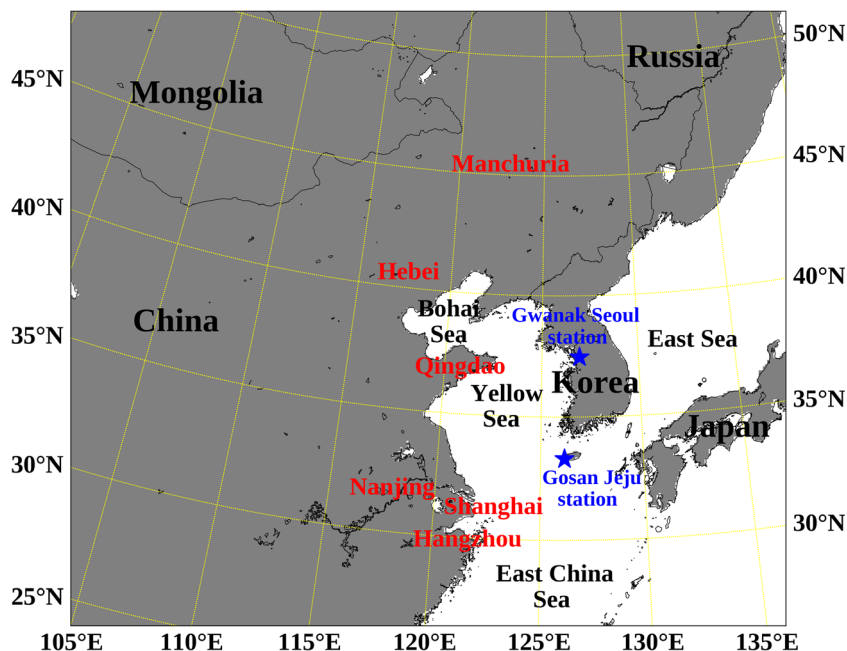 50°N
Russia
45°N
Mongolia
45°N
Manchuria
40°N
Hebei
40°N
Bohai
Sea
Gwanak Seoul
station
China
35°N
East Sea
Qingdao
Korea
Yellow
Sea
35°N
Japan
30°N
Gosan Jeju
station
Nanjing
Shanghai
30°N
Hangzhou
East China
Sea
25°N
105°E
110°E
115°E
120°E
125°E
130°E
135°E